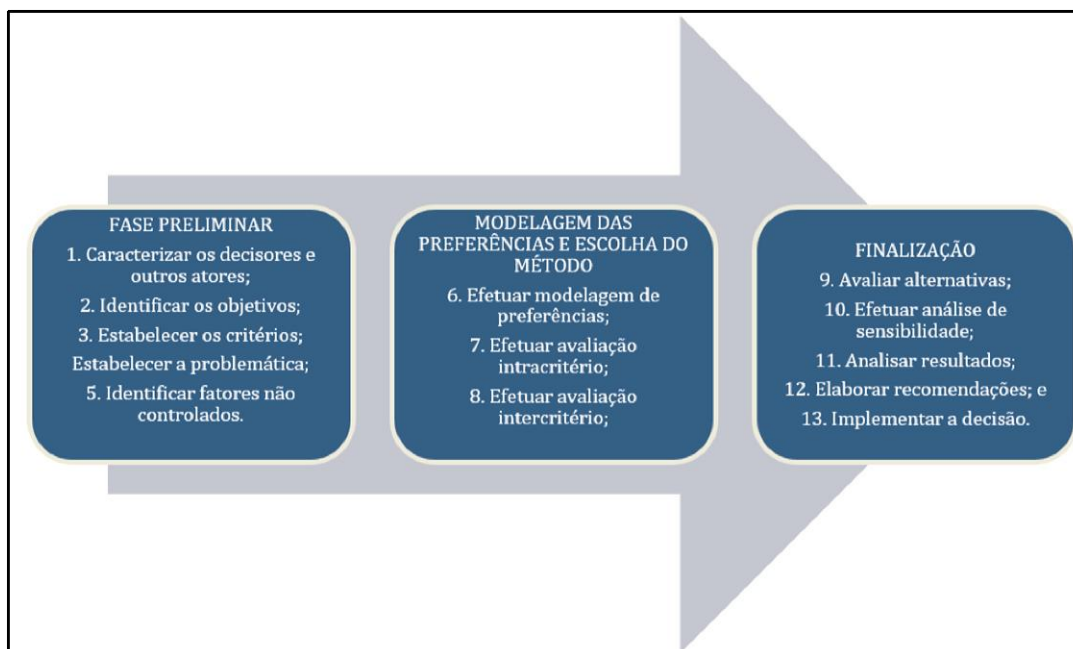 FASE PRELIMINAR
1. Caracterizar os decisores e
outros atores;
2. Identificar os objetivos;
3. Estabelecer os critérios;
Estabelecer a problemática;
5. Identificar fatores não
controlados.
MODELAGEM DAS
PREFERÊNCIAS E ESCOLHA DO
MÉTODO
6. Efetuar modelagem de
preferências;
7. Efetuar avaliação
intracritério;
8. Efetuar avaliação
intercritério;
FINALIZAÇÃO
9. Avaliar alternativas;
10. Efetuar análise de
sensibilidade;
11. Analisar resultados;
12. Elaborar recomendações; e
13. Implementar a decisão.